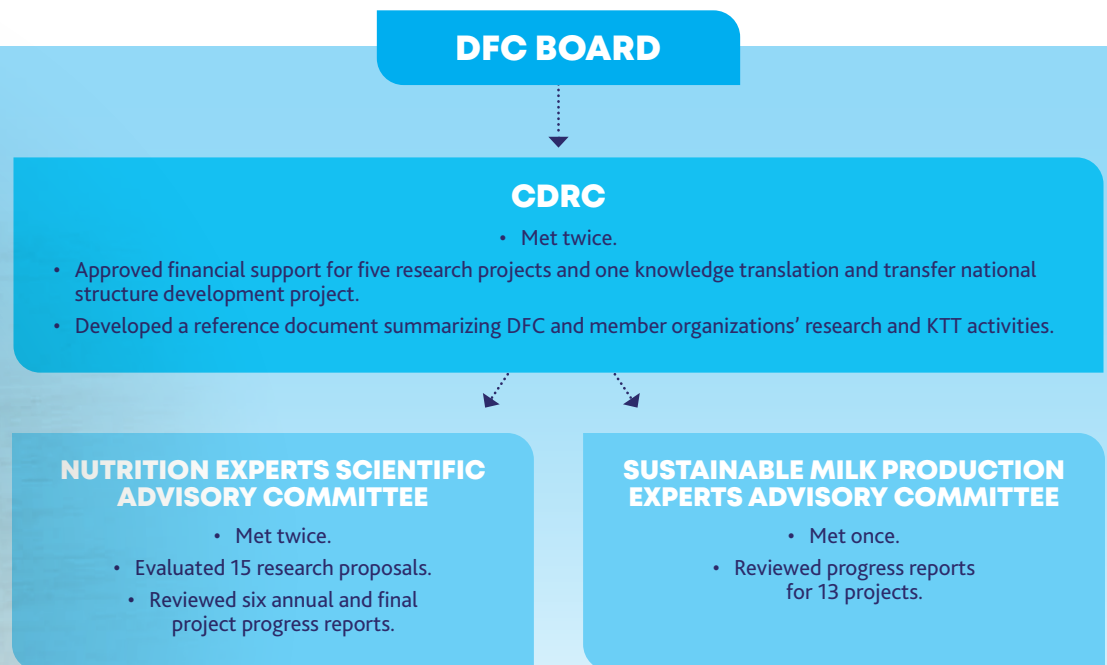 DFC BOARD
CDRC
• Met twice.
• Approved financial support for five research projects and one knowledge translation and transfer national
structure development project.
• Developed a reference document summarizing DFC and member organizations’ research and KTT activities.
NUTRITION EXPERTS SCIENTIFIC
ADVISORY COMMITTEE
• Met twice.
• Evaluated 15 research proposals.
• Reviewed six annual and final
project progress reports.
SUSTAINABLE MILK PRODUCTION
EXPERTS ADVISORY COMMITTEE
• Met once.
• Reviewed progress reports
for 13 projects.